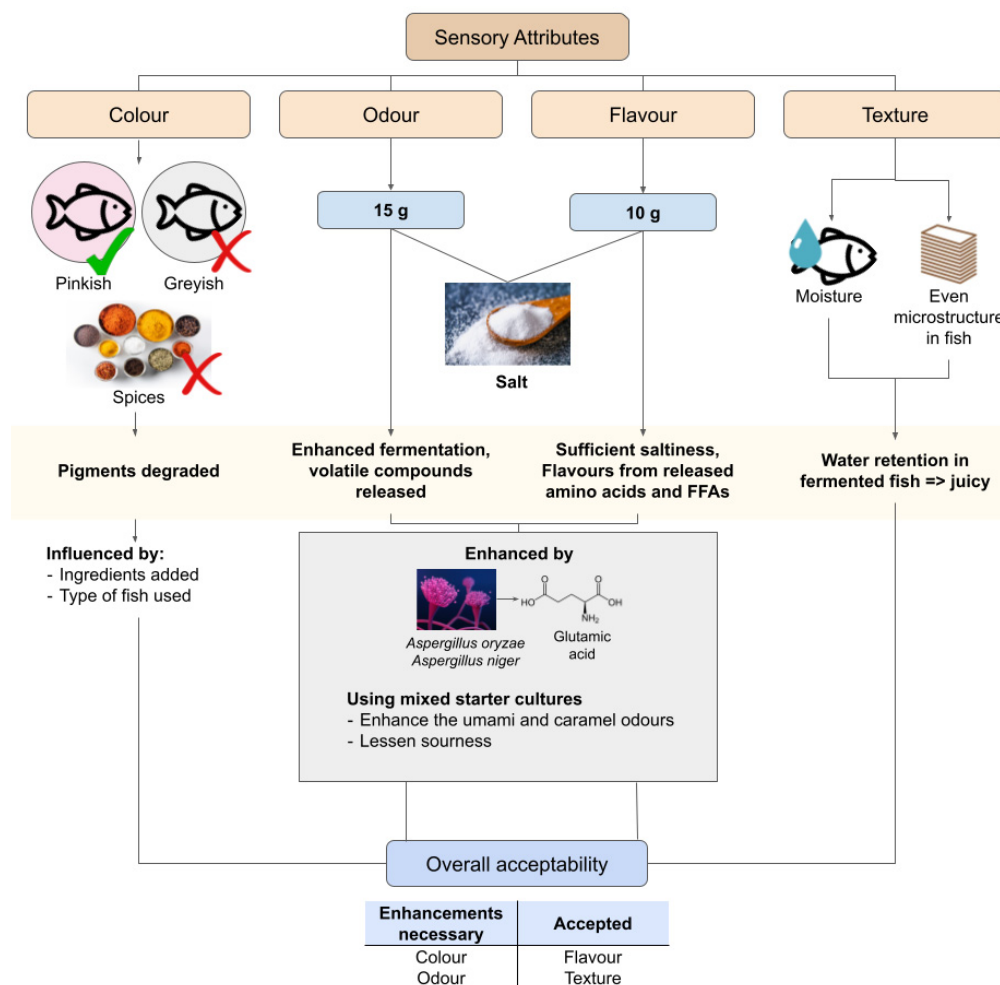 Sensory Attributes
Colour
Odour
Flavour
Texture
15 g
10 g
Pinkish
Greyish
Moisture
Even
microstructure
in fish
Spices
Salt
Pigments degraded
Enhanced fermentation,
volatile compounds
released
Sufficient saltiness,
Flavours from released
amino acids and FFAs
Water retention in
fermented fish => juicy
Influenced by:
- Ingredients added
- Type of fish used
Enhanced by
Aspergillus oryzae
Aspergillus niger
O
O
HO
OH
NH₂
Glutamic
acid
Using mixed starter cultures
- Enhance the umami and caramel odours
- Lessen sourness
Overall acceptability
Enhancements
necessary
Accepted
Colour
Flavour
Odour
Texture